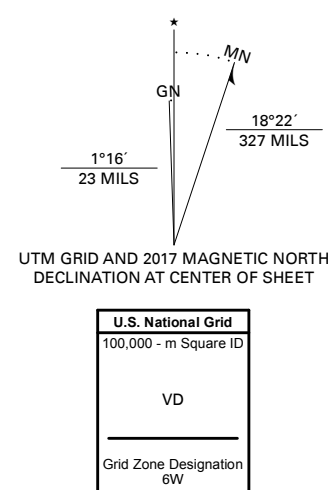 ★
MN
GN
18°22´
327 MILS
1°16´
23 MILS
UTM GRID AND 2017 MAGNETIC NORTH
DECLINATION AT CENTER OF SHEET
U.S. National Grid
100,000 - m Square ID
VD
Grid Zone Designation
6W